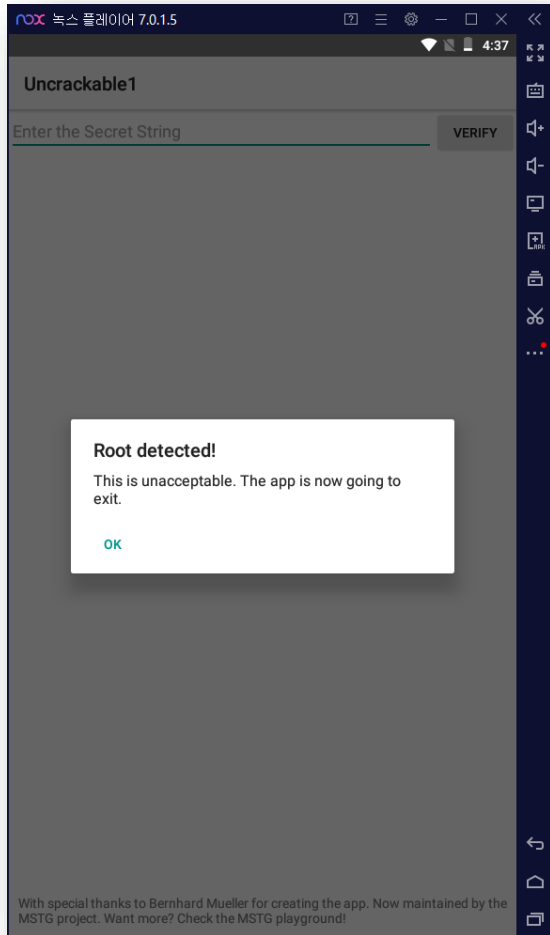 nox 녹스 플레이어 7.0.1.5
4:37
Uncrackable1
Enter the Secret String
VERIFY
Root detected!
This is unacceptable. The app is now going to
exit.
OK
With special thanks to Bernhard Mueller for creating the app. Now maintained by the
MSTG project. Want more? Check the MSTG playground!